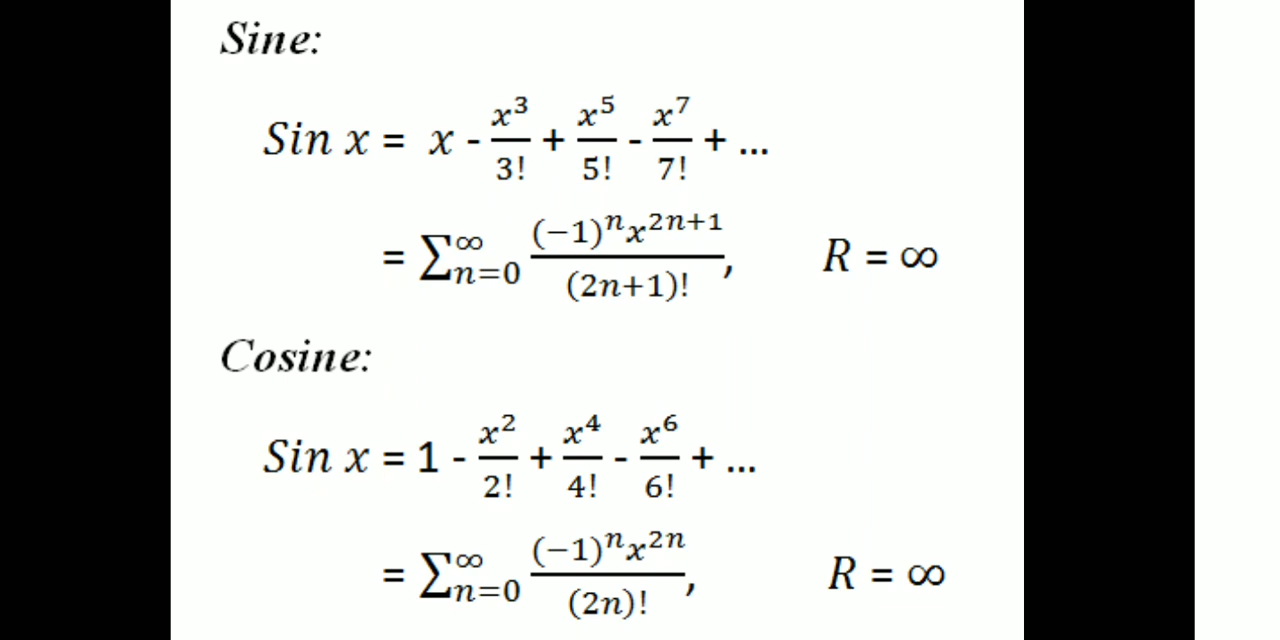 Sine:
Sin x = x - x³/3! + x⁵/5! - x⁷/7! + ...
= ∑ₙ₌₀^∞ (−1)ⁿx²ⁿ⁺¹/(2n+1)!, R = ∞
Cosine:
Sin x = 1 - x²/2! + x⁴/4! - x⁶/6! + ...
= ∑ₙ₌₀^∞ (−1)ⁿx²ⁿ/(2n)!, R = ∞